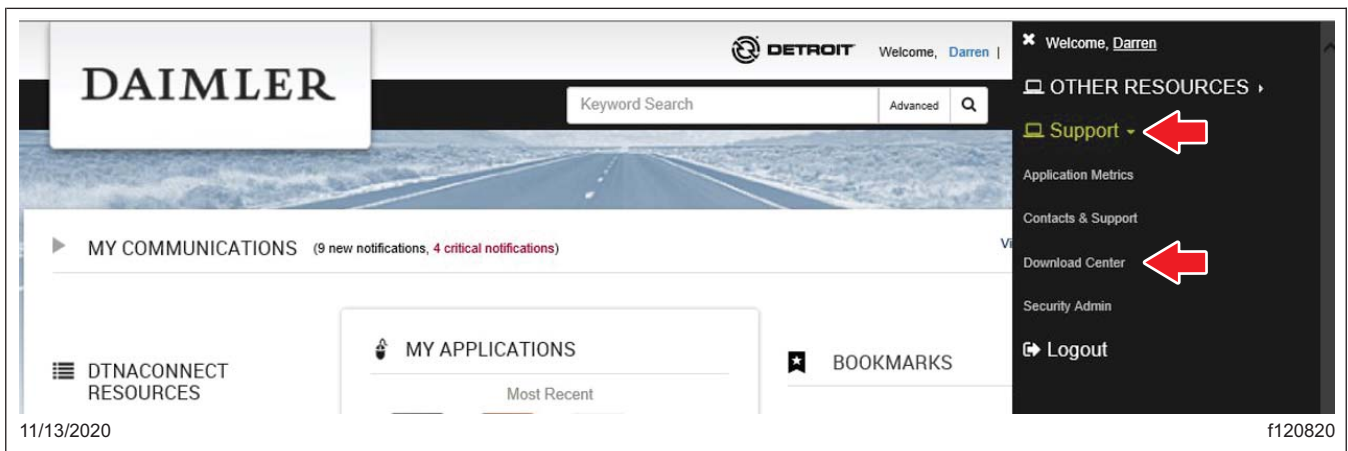 DAIMLER
DETROIT Welcome, Darren |
Keyword Search Advanced
MY COMMUNICATIONS (9 new notifications, 4 critical notifications)
DTNACONNECT
RESOURCES
MY APPLICATIONS
Most Recent
BOOKMARKS
Welcome, Darren
OTHER RESOURCES
Support
Application Metrics
Contacts & Support
Download Center
Security Admin
Logout
11/13/2020 f120820